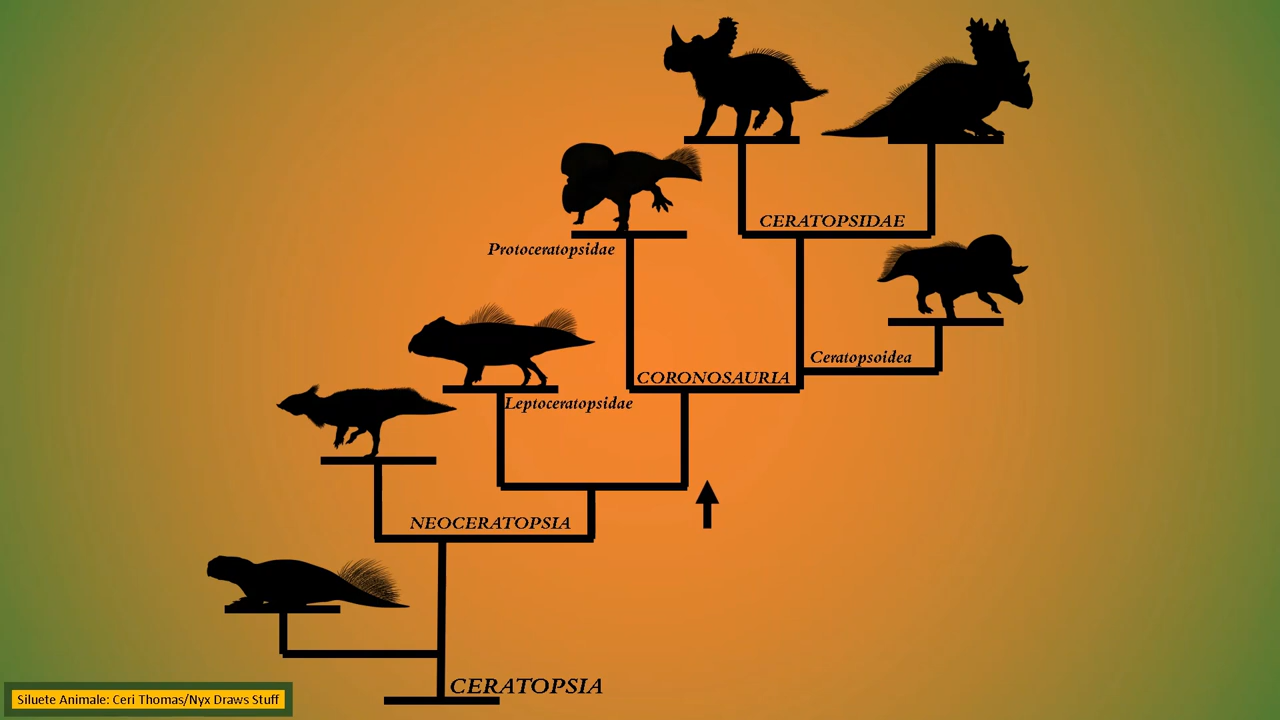 CERATOPSIDAE
Protoceratopsidae
Ceratopsoidea
CORONOSAURIA
Leptoceratopsidae
NEOCERATOPSIA
CERATOPSIA
Siluete Animale: Ceri Thomas/Nyx Draws Stuff